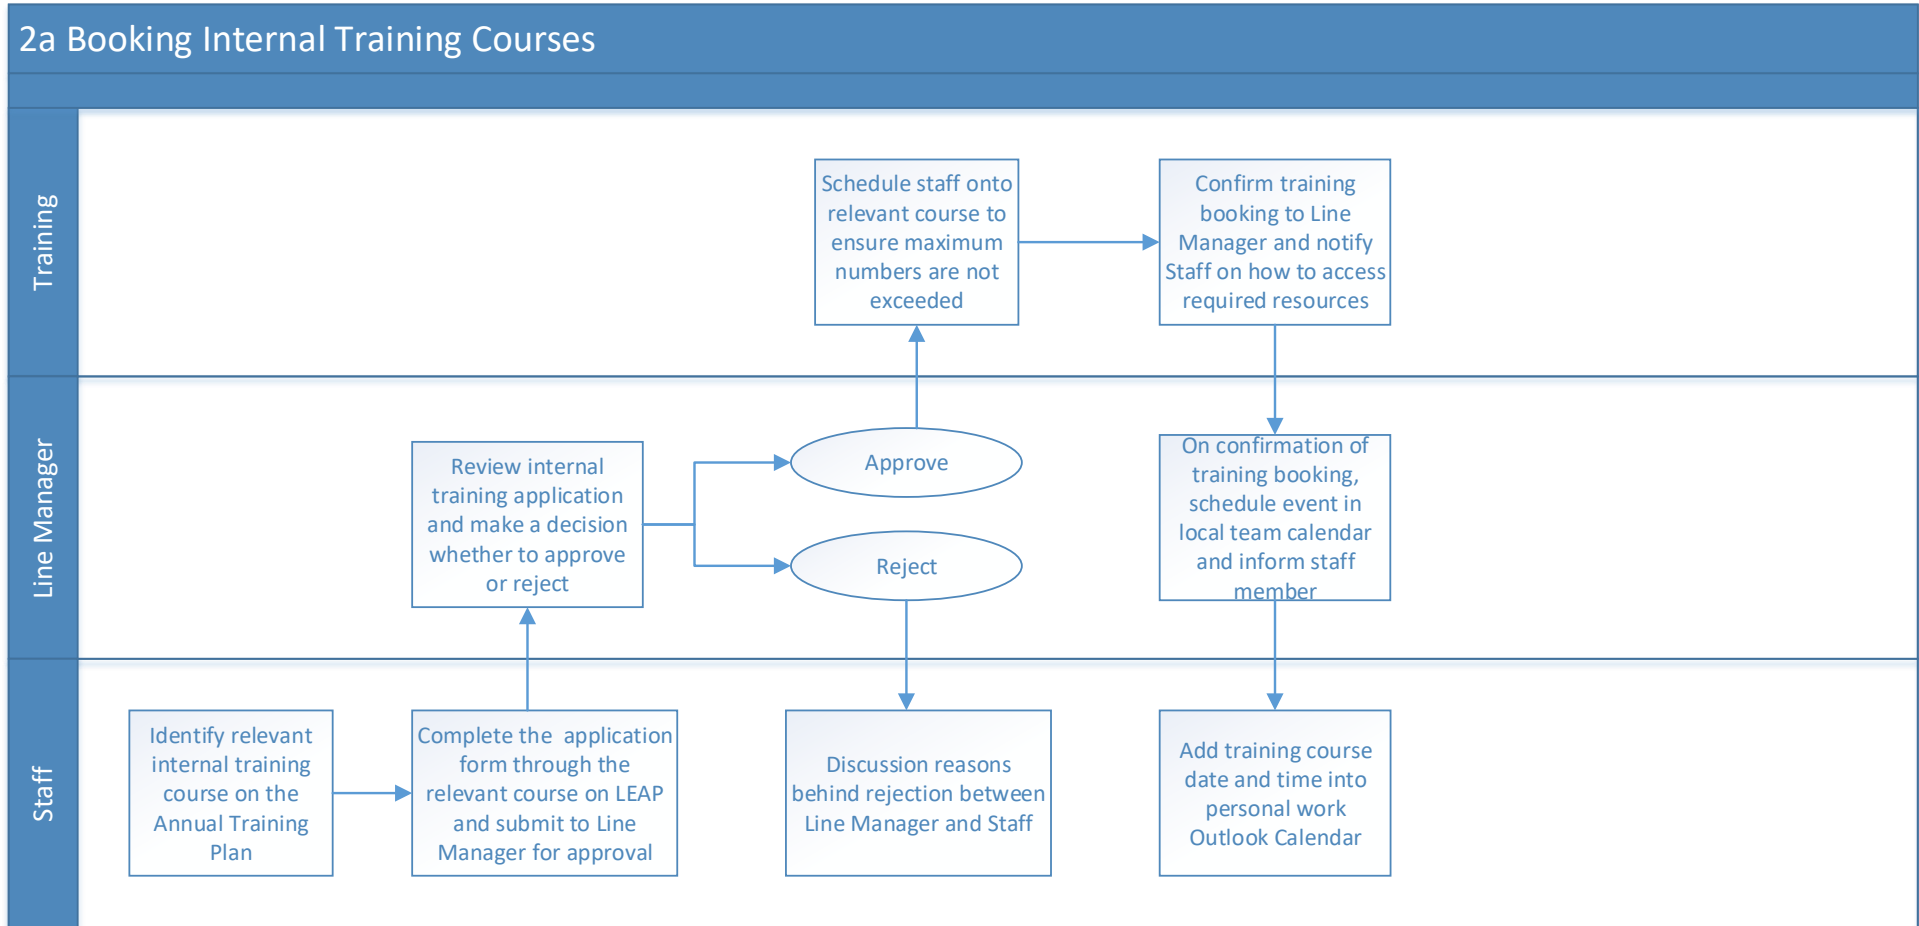 2a Booking Internal Training Courses
Training
Schedule staff onto
relevant course to
ensure maximum
numbers are not
exceeded
Confirm training
booking to Line
Manager and notify
Staff on how to access
required resources
Line Manager
Review internal
training application
and make a decision
whether to approve
or reject
Approve
Reject
On confirmation of
training booking,
schedule event in
local team calendar
and inform staff
member
Staff
Identify relevant
internal training
course on the
Annual Training
Plan
Complete the  application
form through the
relevant course on LEAP
and submit to Line
Manager for approval
Discussion reasons
behind rejection between
Line Manager and Staff
Add training course
date and time into
personal work
Outlook Calendar